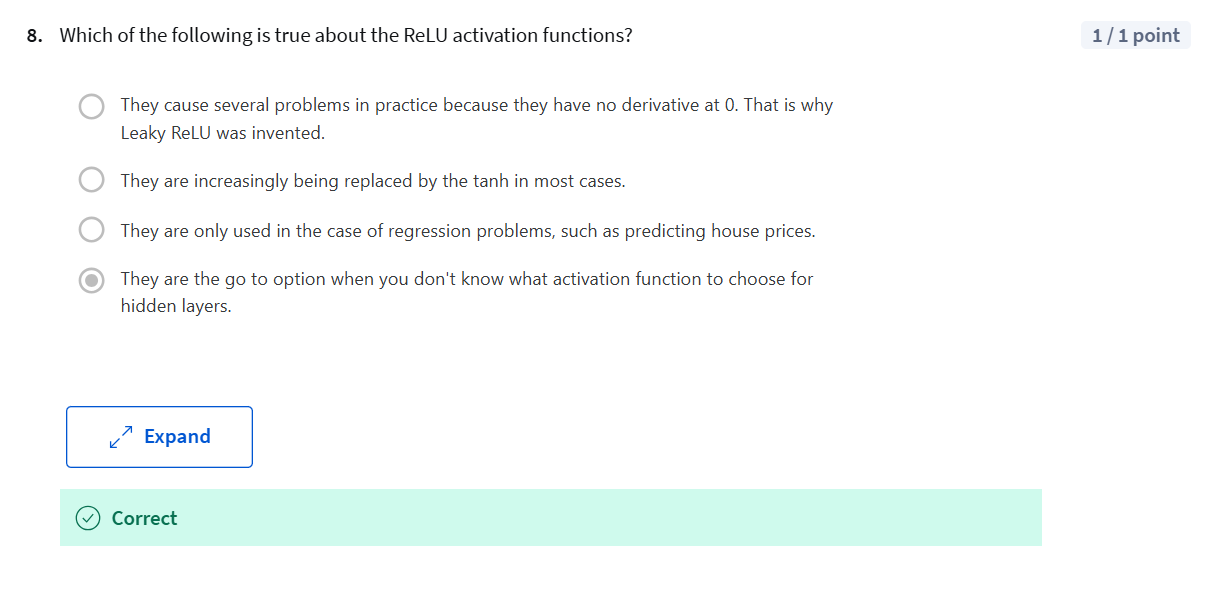 8. Which of the following is true about the ReLU activation functions?
1 / 1 point
They cause several problems in practice because they have no derivative at 0. That is why
Leaky ReLU was invented.
They are increasingly being replaced by the tanh in most cases.
They are only used in the case of regression problems, such as predicting house prices.
They are the go to option when you don't know what activation function to choose for
hidden layers.
Expand
Correct